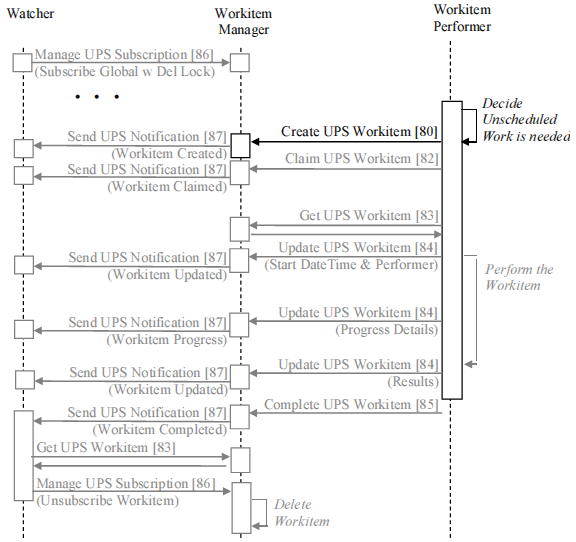 Watcher
Workitem
Manager
Workitem
Performer
Manage UPS Subscription [86]
(Subscribe Global w Del Lock)
• • •
Decide
Unscheduled
Work is needed
Create UPS Workitem [80]
Send UPS Notification [87]
(Workitem Created)
Claim UPS Workitem [82]
Send UPS Notification [87]
(Workitem Claimed)
Get UPS Workitem [83]
Update UPS Workitem [84]
(Start DateTime & Performer)
Send UPS Notification [87]
(Workitem Updated)
Perform the
Workitem
Update UPS Workitem [84]
(Progress Details)
Send UPS Notification [87]
(Workitem Progress)
Update UPS Workitem [84]
(Results)
Send UPS Notification [87]
(Workitem Updated)
Complete UPS Workitem [85]
Send UPS Notification [87]
(Workitem Completed)
Get UPS Workitem [83]
Manage UPS Subscription [86]
(Unsubscribe Workitem)
Delete
Workitem